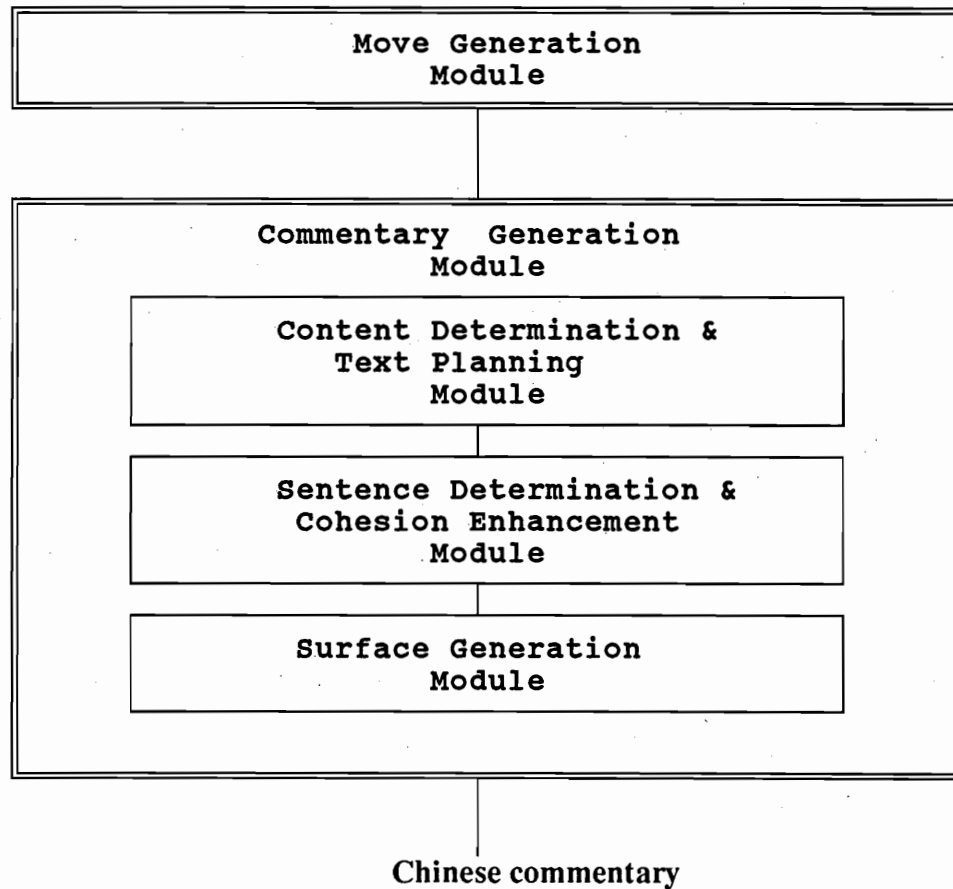 Move Generation
Module
Commentary Generation
Module
Content Determination &
Text Planning
Module
Sentence Determination &
Cohesion Enhancement
Module
Surface Generation
Module
Chinese commentary